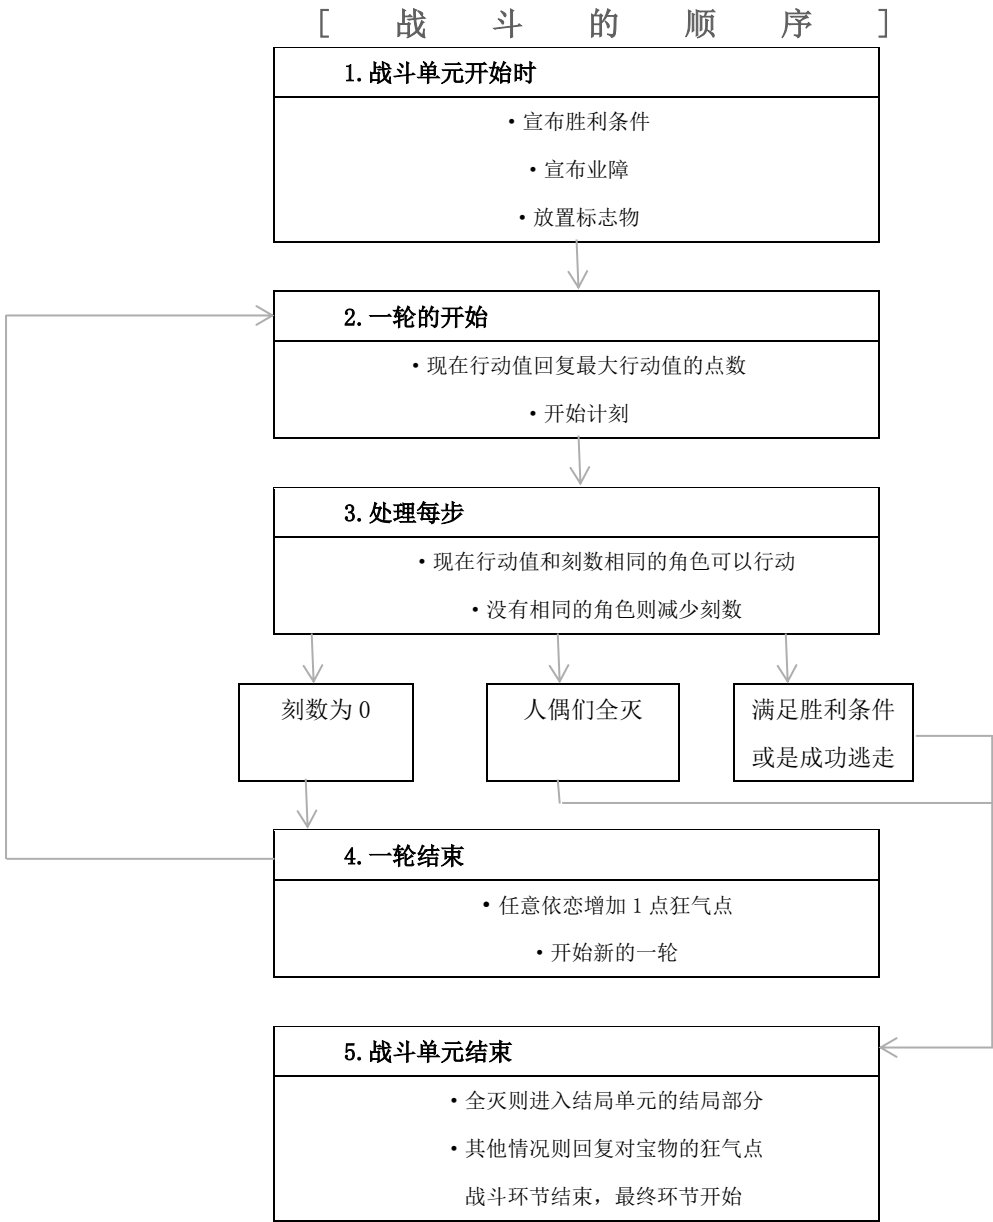 [ 战 斗 的 顺 序 ]
1.战斗单元开始时
・宣布胜利条件
・宣布业障
・放置标志物
2.一轮的开始
・现在行动值回复最大行动值的点数
・开始计刻
3.处理每步
・现在行动值和刻数相同的角色可以行动
・没有相同的角色则减少刻数
刻数为 0
人偶们全灭
满足胜利条件
或是成功逃走
4.一轮结束
・任意依恋增加 1 点狂气点
・开始新的一轮
5.战斗单元结束
・全灭则进入结局单元的结局部分
・其他情况则回复对宝物的狂气点
战斗环节结束，最终环节开始